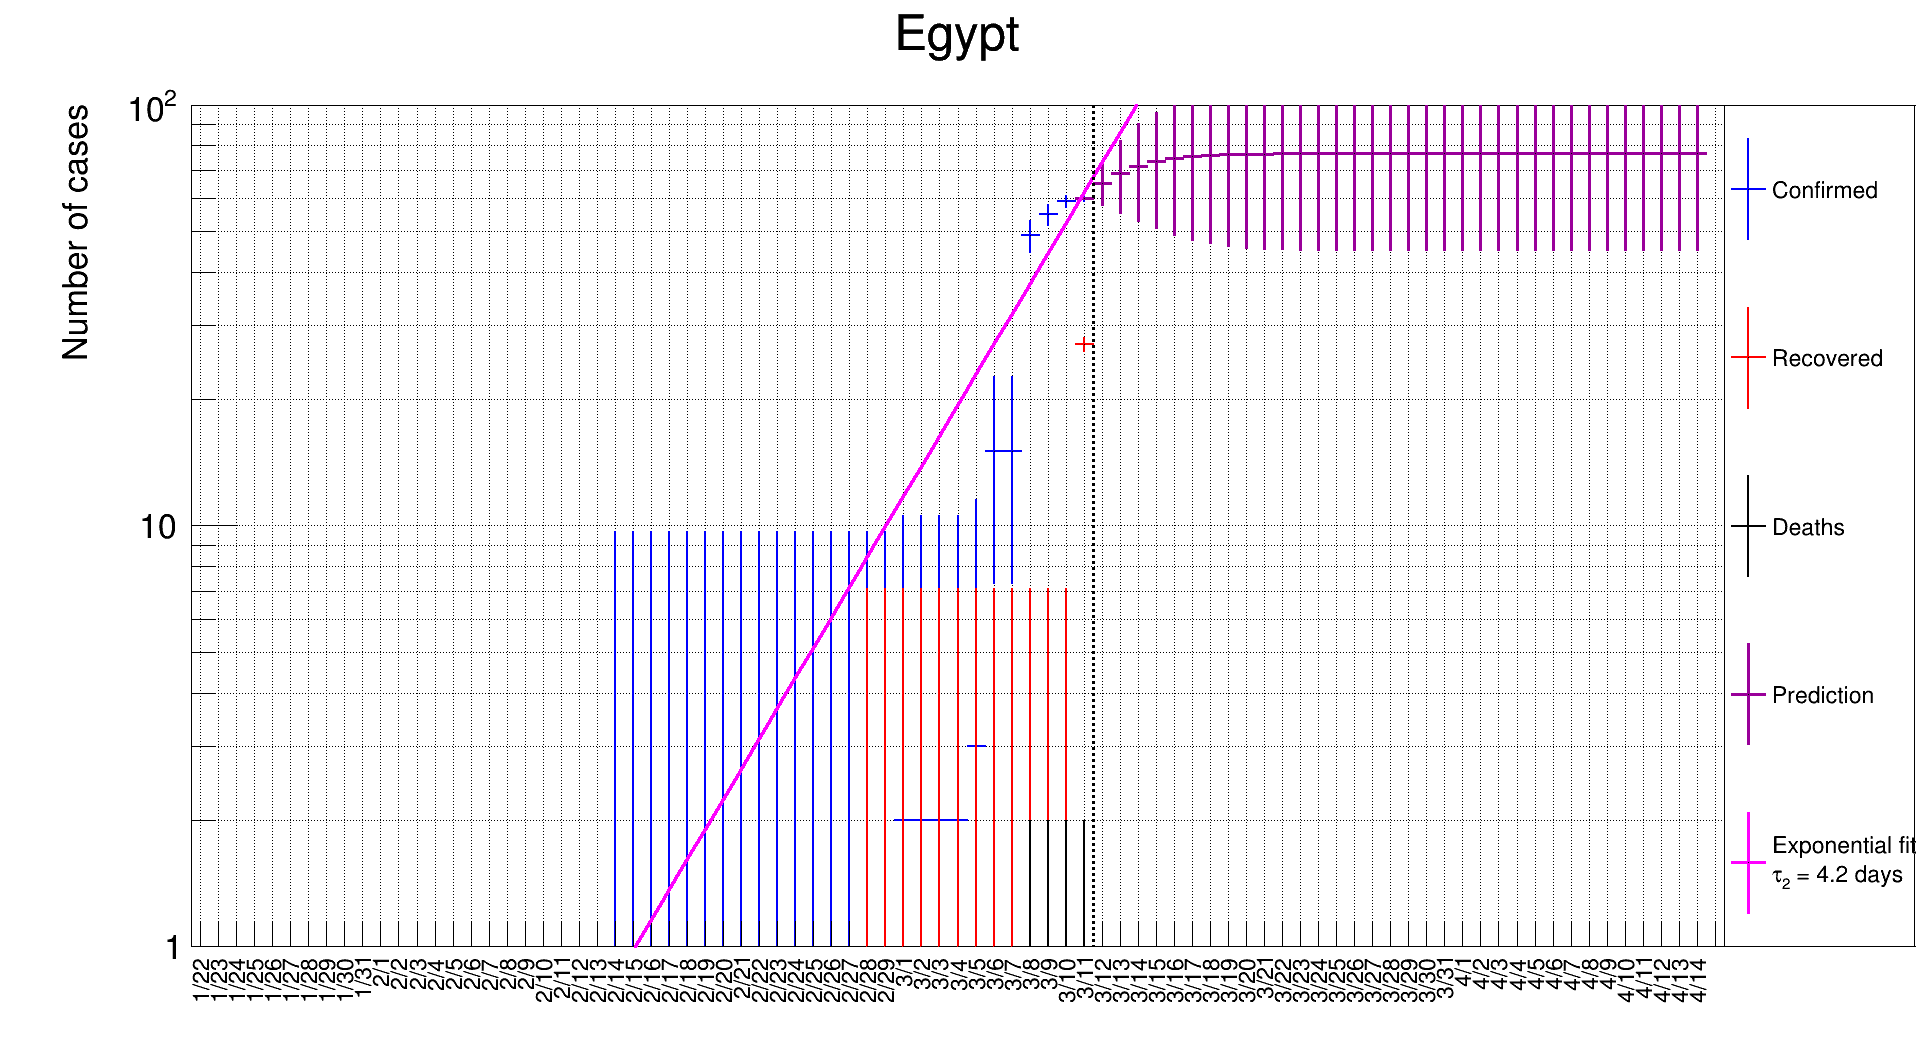 Egypt
Number of cases
10²
10
1
Confirmed
Recovered
Deaths
Prediction
Exponential fit
τ₂ = 4.2 days
1/22 1/23 1/24 1/25 1/26 1/27 1/28 1/29 1/30 1/31 2/1 2/2 2/3 2/4 2/5 2/6 2/7 2/8 2/9 2/10 2/11 2/12 2/13 2/14 2/15 2/16 2/17 2/18 2/19 2/20 2/21 2/22 2/23 2/24 2/25 2/26 2/27 2/28 2/29 3/1 3/2 3/3 3/4 3/5 3/6 3/7 3/8 3/9 3/10 3/11 3/12 3/13 3/14 3/15 3/16 3/17 3/18 3/19 3/20 3/21 3/22 3/23 3/24 3/25 3/26 3/27 3/28 3/29 3/30 3/31 4/1 4/2 4/3 4/4 4/5 4/6 4/7 4/8 4/9 4/10 4/11 4/12 4/13 4/14